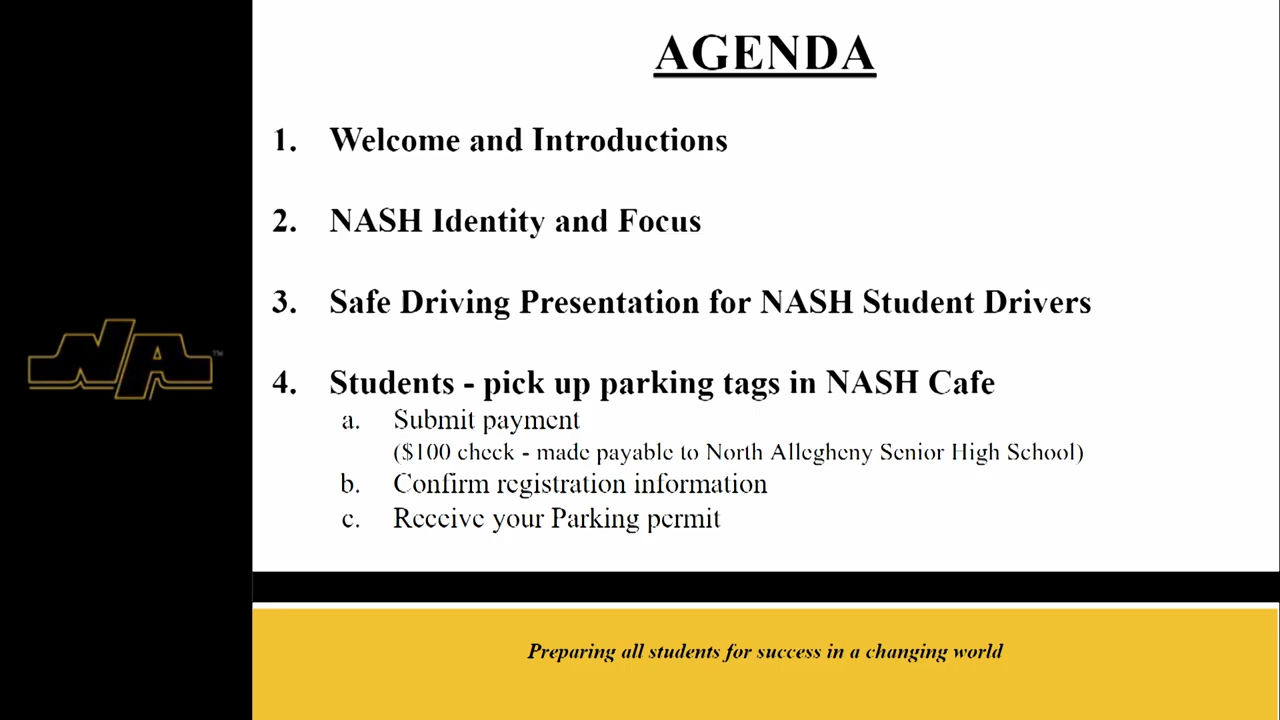 AGENDA
1. Welcome and Introductions
2. NASH Identity and Focus
3. Safe Driving Presentation for NASH Student Drivers
4. Students - pick up parking tags in NASH Cafe
a. Submit payment
($100 check - made payable to North Allegheny Senior High School)
b. Confirm registration information
c. Receive your Parking permit
NA™
Preparing all students for success in a changing world